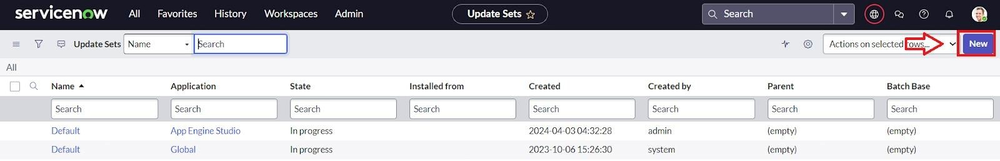 servicenow All Favorites History Workspaces Admin Update Sets Search
Update Sets Name Search Actions on selected rows... New
All
Name Application State Installed from Created Created by Parent Batch Base
Search Search Search Search Search Search Search Search
Default App Engine Studio In progress 2024-04-03 04:32:28 admin (empty) (empty)
Default Global In progress 2023-10-06 15:26:30 system (empty) (empty)